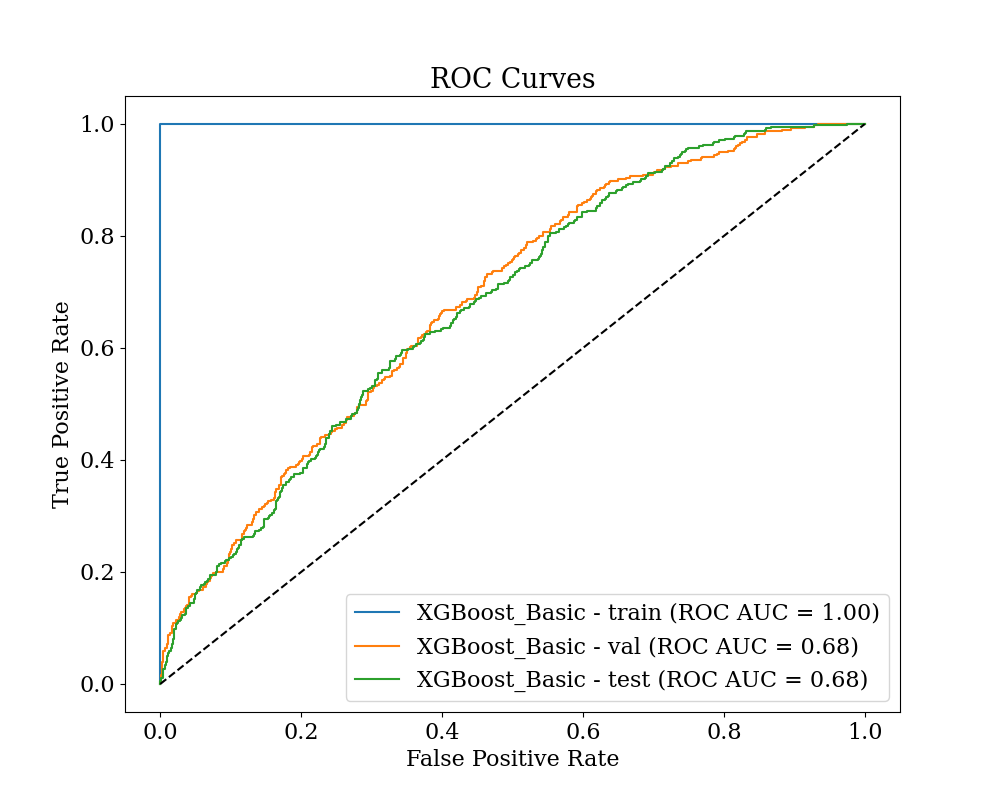 ROC Curves
True Positive Rate
1.0
0.8
0.6
0.4
0.2
0.0
XGBoost_Basic - train (ROC AUC = 1.00)
XGBoost_Basic - val (ROC AUC = 0.68)
XGBoost_Basic - test (ROC AUC = 0.68)
0.0 0.2 0.4 0.6 0.8 1.0
False Positive Rate